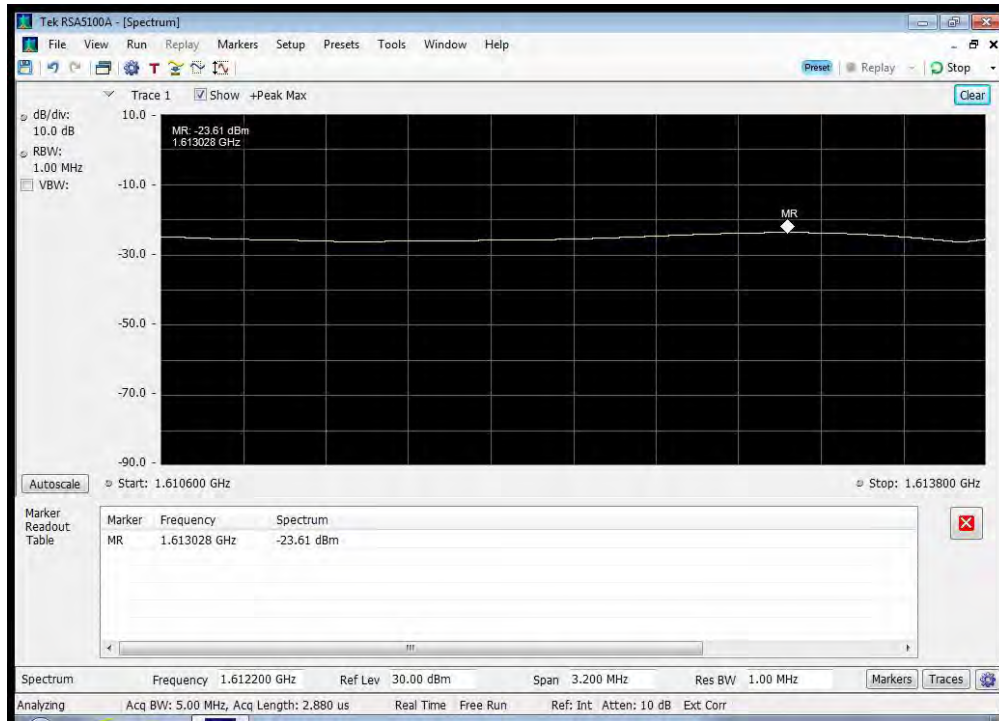 Tek RSA5100A - [Spectrum]
File View Run Replay Markers Setup Presets Tools Window Help
T
Preset Replay Stop
Trace 1 Show +Peak Max Clear
dB/div:
10.0 dB
RBW:
1.00 MHz
VBW:
10.0
MR: -23.61 dBm
1.613028 GHz
-10.0
MR
-30.0
-50.0
-70.0
-90.0
Autoscale Start: 1.610600 GHz Stop: 1.613800 GHz
Marker Readout Table
Marker Frequency Spectrum
MR 1.613028 GHz -23.61 dBm
Spectrum Frequency 1.612200 GHz Ref Lev 30.00 dBm Span 3.200 MHz Res BW 1.00 MHz Markers Traces
Analyzing Acq BW: 5.00 MHz, Acq Length: 2.880 us Real Time Free Run Ref: Int Atten: 10 dB Ext Corr